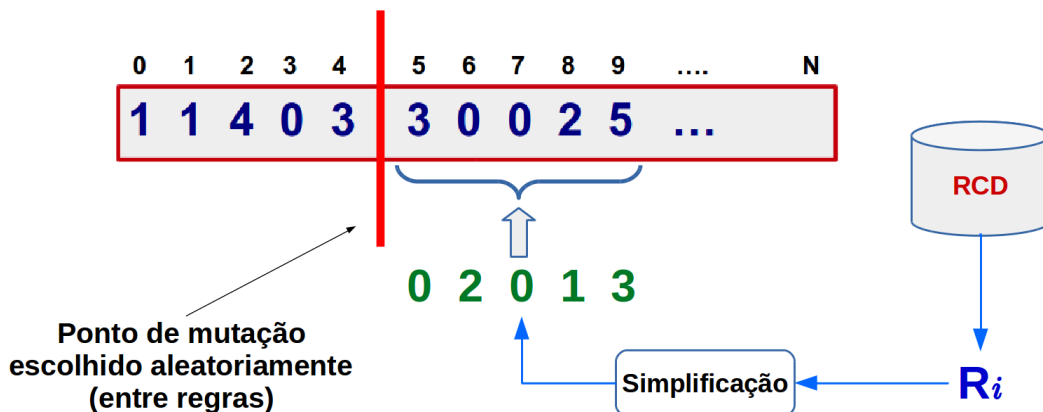 0 1 2 3 4 5 6 7 8 9 .... N
1 1 4 0 3 3 0 0 2 5 ...
RCD
0 2 0 1 3
Ponto de mutação
escolhido aleatoriamente
(entre regras)
Simplificação
Ri